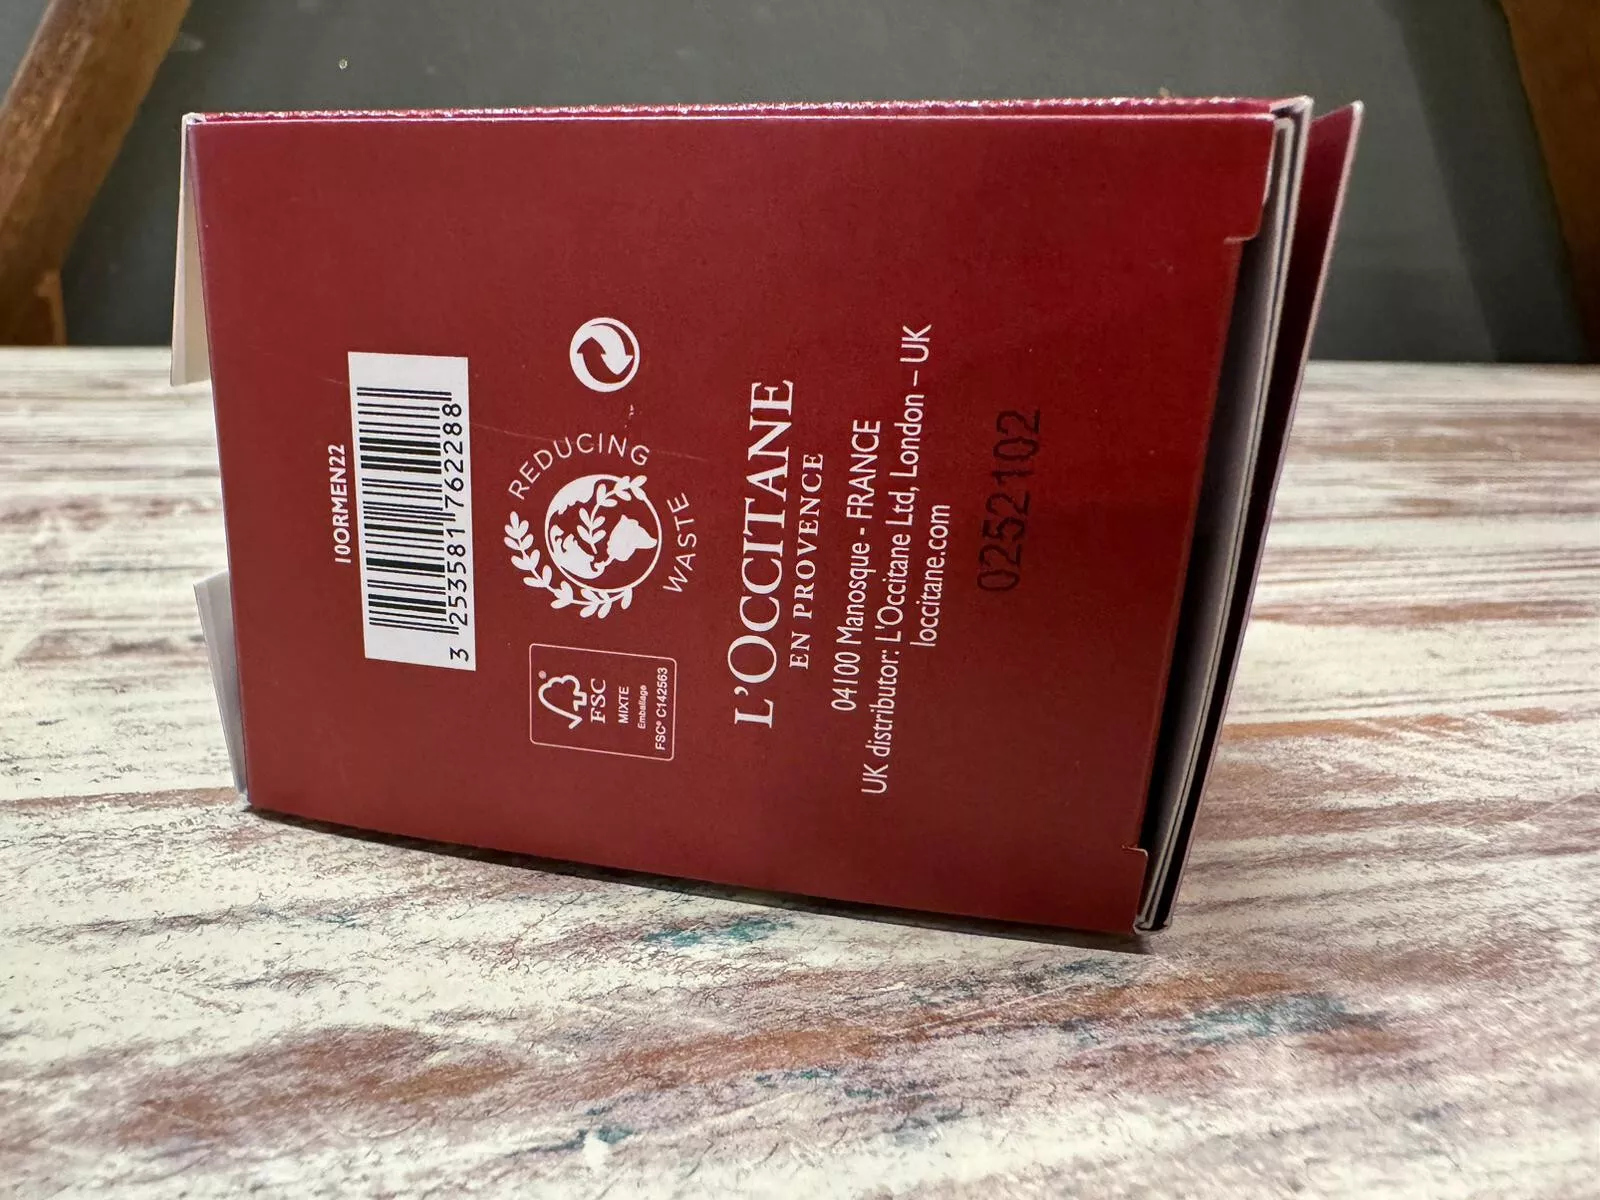 10ORMEN22
3 253581 762288
REDUCING
WASTE
FSC®
MIXTE
Emballage
FSC® C142563
L'OCCITANE
EN PROVENCE
04100 Manosque - FRANCE
UK distributor: L'Occitane Ltd, London – UK
loccitane.com
0252102